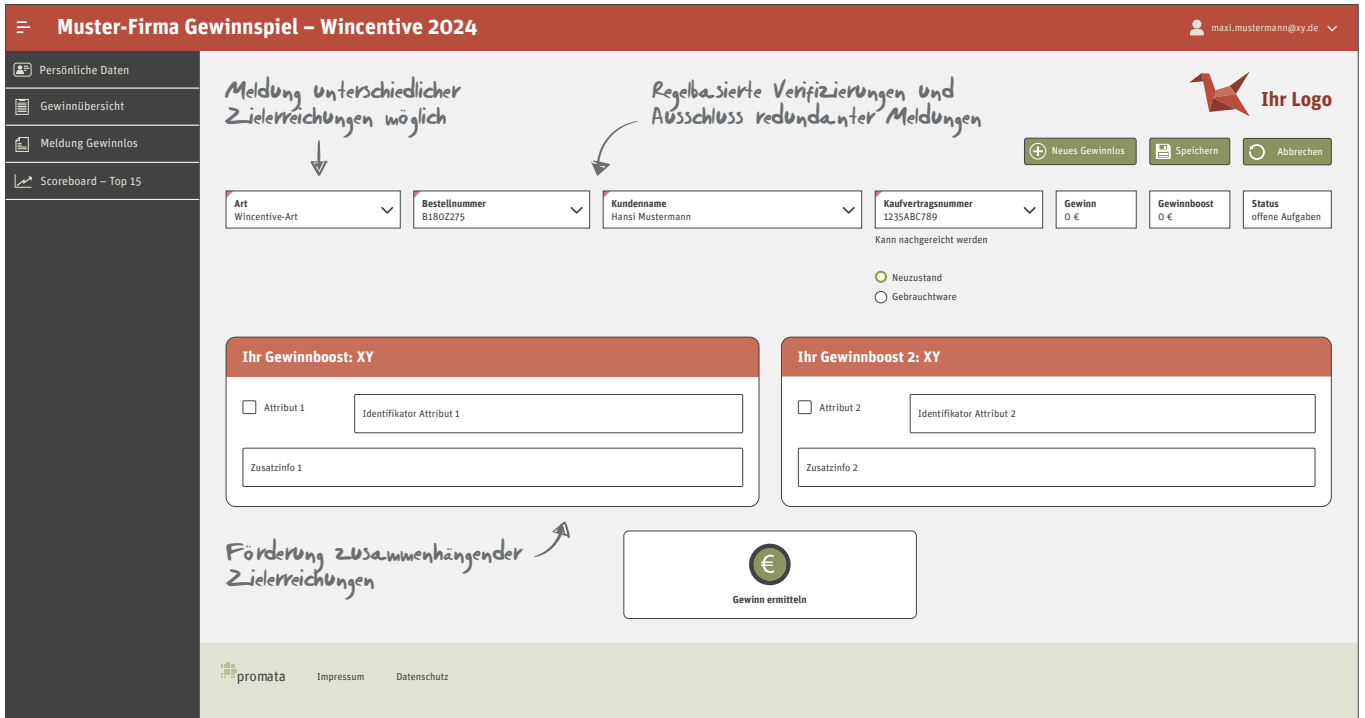 Muster-Firma Gewinnspiel – Wincentive 2024
maxi.mustermann@xy.de
Persönliche Daten
Gewinnübersicht
Meldung Gewinnlos
Scoreboard – Top 15
Meldung unterschiedlicher
Zielerreichungen möglich
Regelbasierte Verifizierungen und
Ausschluss redundanter Meldungen
Ihr Logo
Neues Gewinnlos
Speichern
Abbrechen
Art
Wincentive-Art
Bestellnummer
B180Z275
Kundenname
Hansi Mustermann
Kaufvertragsnummer
1235ABC789
Gewinn
0 €
Gewinnboost
0 €
Status
offene Aufgaben
Kann nachgereicht werden
Neuzustand
Gebrauchtware
Ihr Gewinnboost: XY
Attribut 1
Identifikator Attribut 1
Zusatzinfo 1
Ihr Gewinnboost 2: XY
Attribut 2
Identifikator Attribut 2
Zusatzinfo 2
Förderung zusammenhängender
Zielerreichungen
€
Gewinn ermitteln
promata
Impressum
Datenschutz